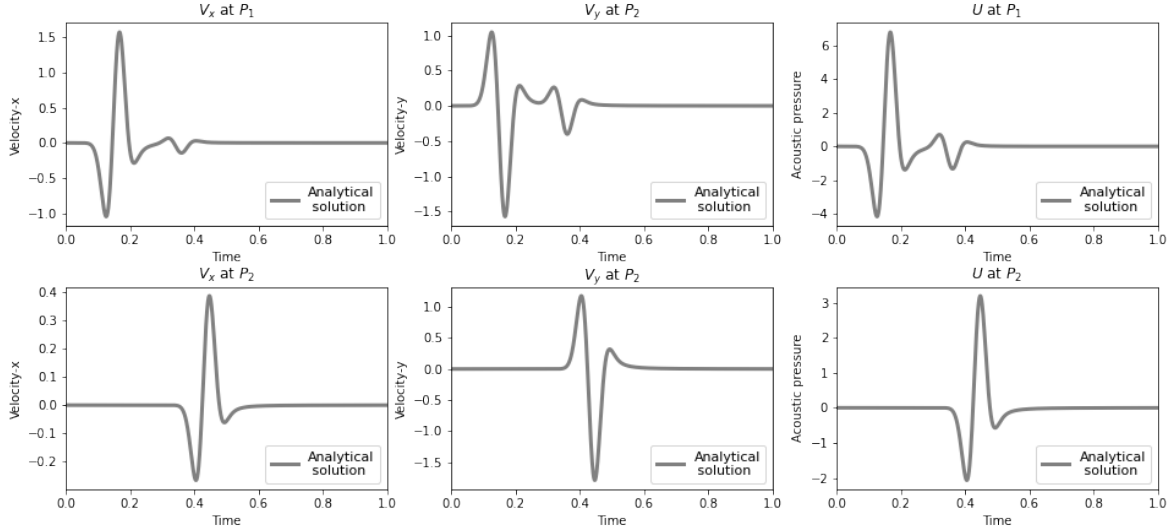 V_x at P_1
1.5
1.0
0.5
0.0
-0.5
-1.0
Velocity-x
Analytical
solution
0.0 0.2 0.4 0.6 0.8 1.0
Time
V_y at P_2
1.0
0.5
0.0
-0.5
-1.0
-1.5
Velocity-y
Analytical
solution
0.0 0.2 0.4 0.6 0.8 1.0
Time
U at P_1
6
4
2
0
−2
−4
Acoustic pressure
Analytical
solution
0.0 0.2 0.4 0.6 0.8 1.0
Time
V_x at P_2
0.4
0.3
0.2
0.1
0.0
-0.1
-0.2
Velocity-x
Analytical
solution
0.0 0.2 0.4 0.6 0.8 1.0
Time
V_y at P_2
1.0
0.5
0.0
-0.5
-1.0
-1.5
Velocity-y
Analytical
solution
0.0 0.2 0.4 0.6 0.8 1.0
Time
U at P_2
3
2
1
0
−1
−2
Acoustic pressure
Analytical
solution
0.0 0.2 0.4 0.6 0.8 1.0
Time